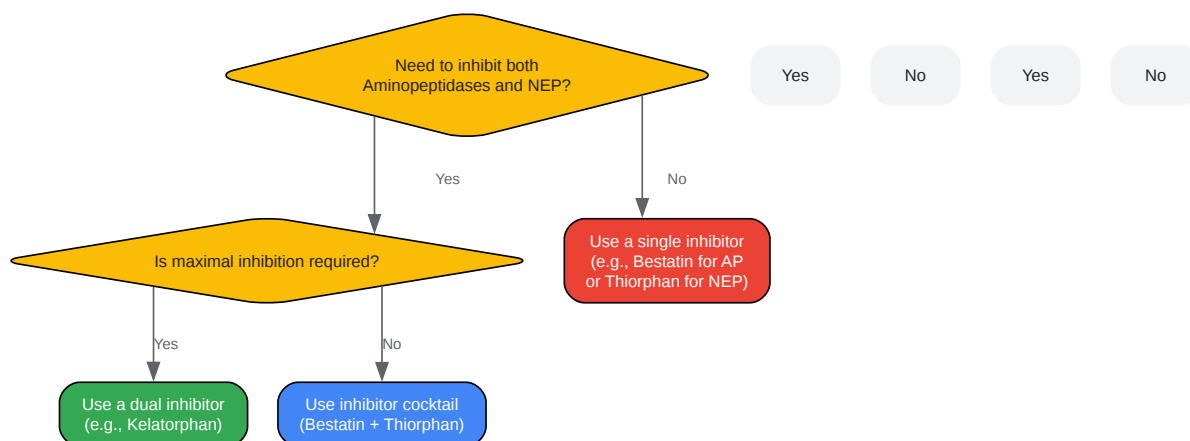 Need to inhibit both
Aminopeptidases and NEP?
Yes
No
Yes
No
Yes
No
Is maximal inhibition required?
Use a single inhibitor
(e.g., Bestatin for AP
or Thiorphan for NEP)
Yes
No
Use a dual inhibitor
(e.g., Kelatorphan)
Use inhibitor cocktail
(Bestatin + Thiorphan)